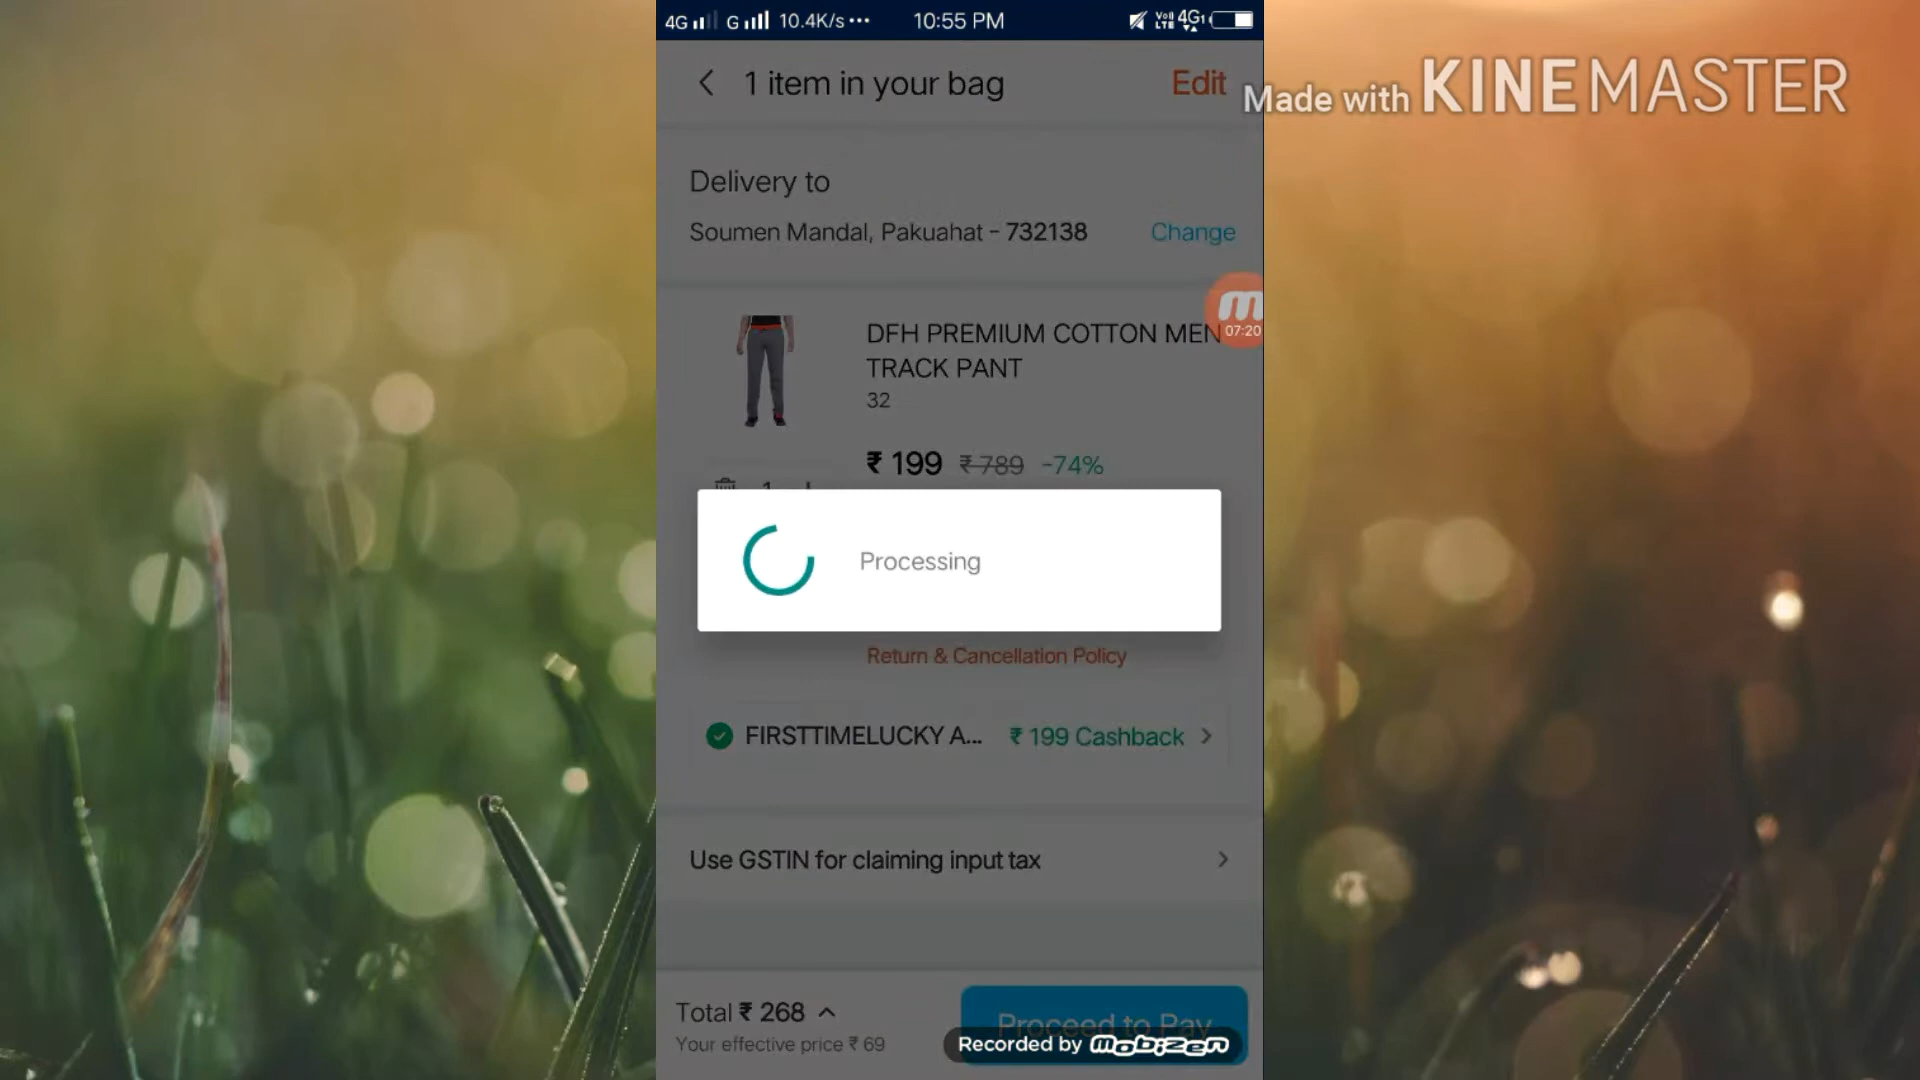 4G G 10.4K/s ••• 10:55 PM VoLTE 4G1
1 item in your bag Edit
Made with KINEMASTER
Delivery to
Soumen Mandal, Pakuahat - 732138 Change
07:20
DFH PREMIUM COTTON MEN
TRACK PANT
32
₹ 199 ₹ 789 -74%
Processing
Return & Cancellation Policy
FIRSTTIMELUCKY A... ₹ 199 Cashback
Use GSTIN for claiming input tax
Total ₹ 268
Proceed to Pay
Your effective price ₹ 69
Recorded by mobizen